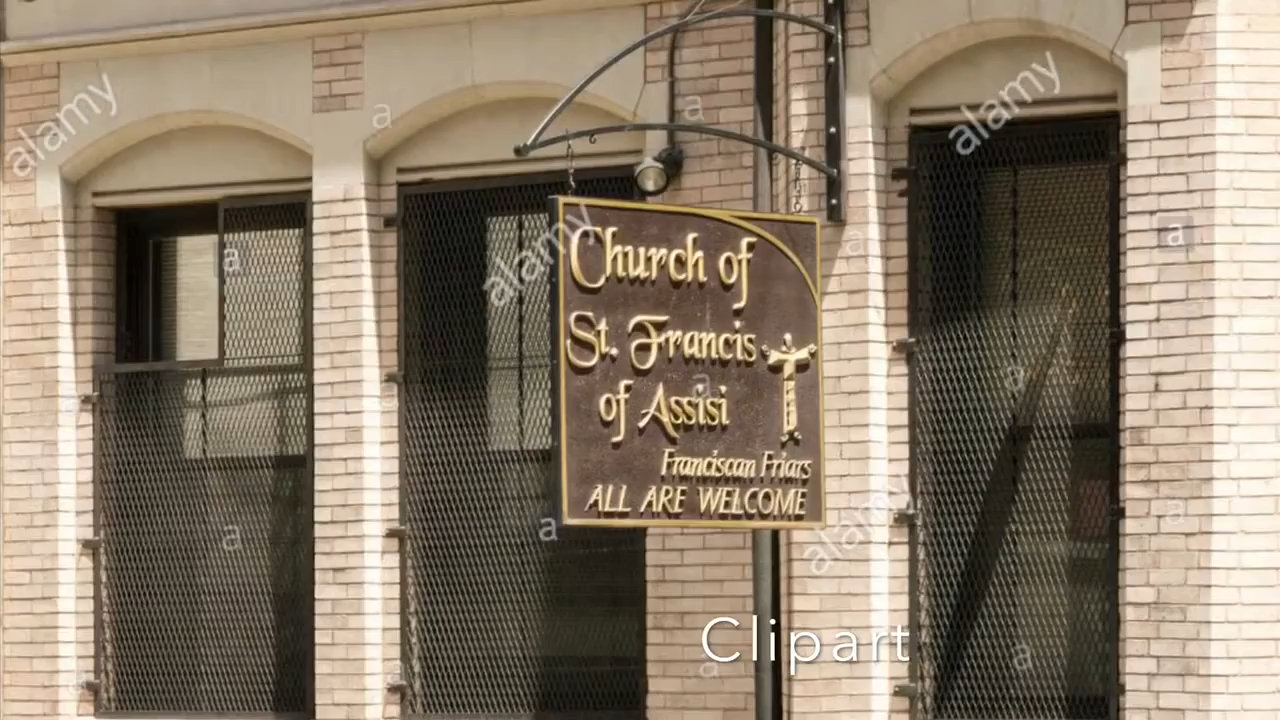 Church of
St. Francis
of Assisi
Franciscan Friars
ALL ARE WELCOME
Clipart
alamy
alamy
alamy
alamy
a
a
a
a
a
a
a
a
a
a
a
a